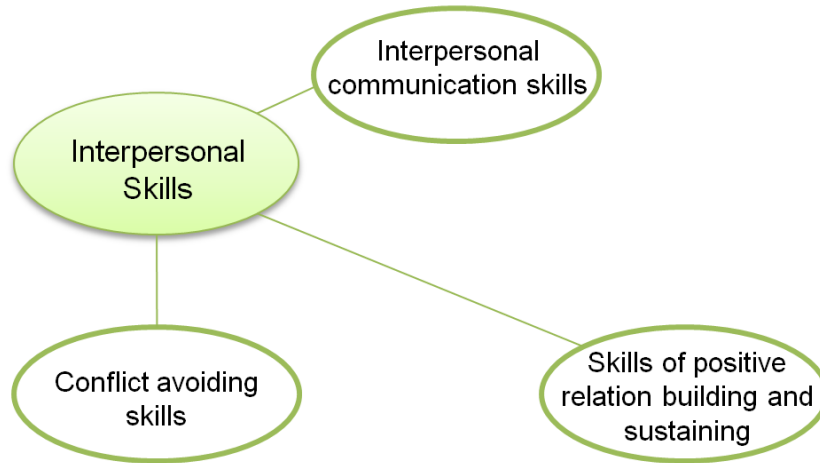 Interpersonal
communication skills
Interpersonal
Skills
Conflict avoiding
skills
Skills of positive
relation building and
sustaining